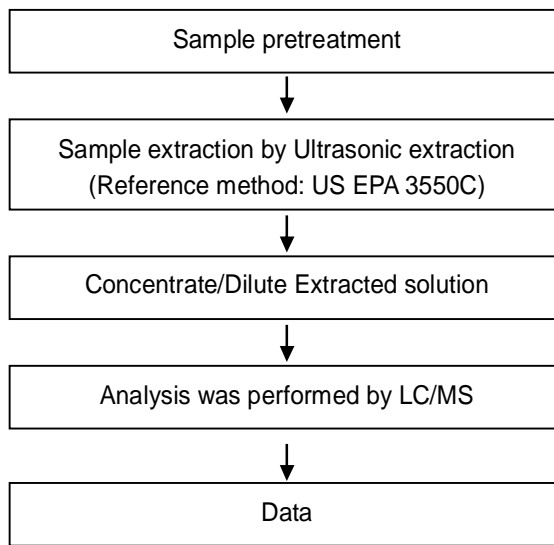 Sample pretreatment
Sample extraction by Ultrasonic extraction
(Reference method: US EPA 3550C)
Concentrate/Dilute Extracted solution
Analysis was performed by LC/MS
Data